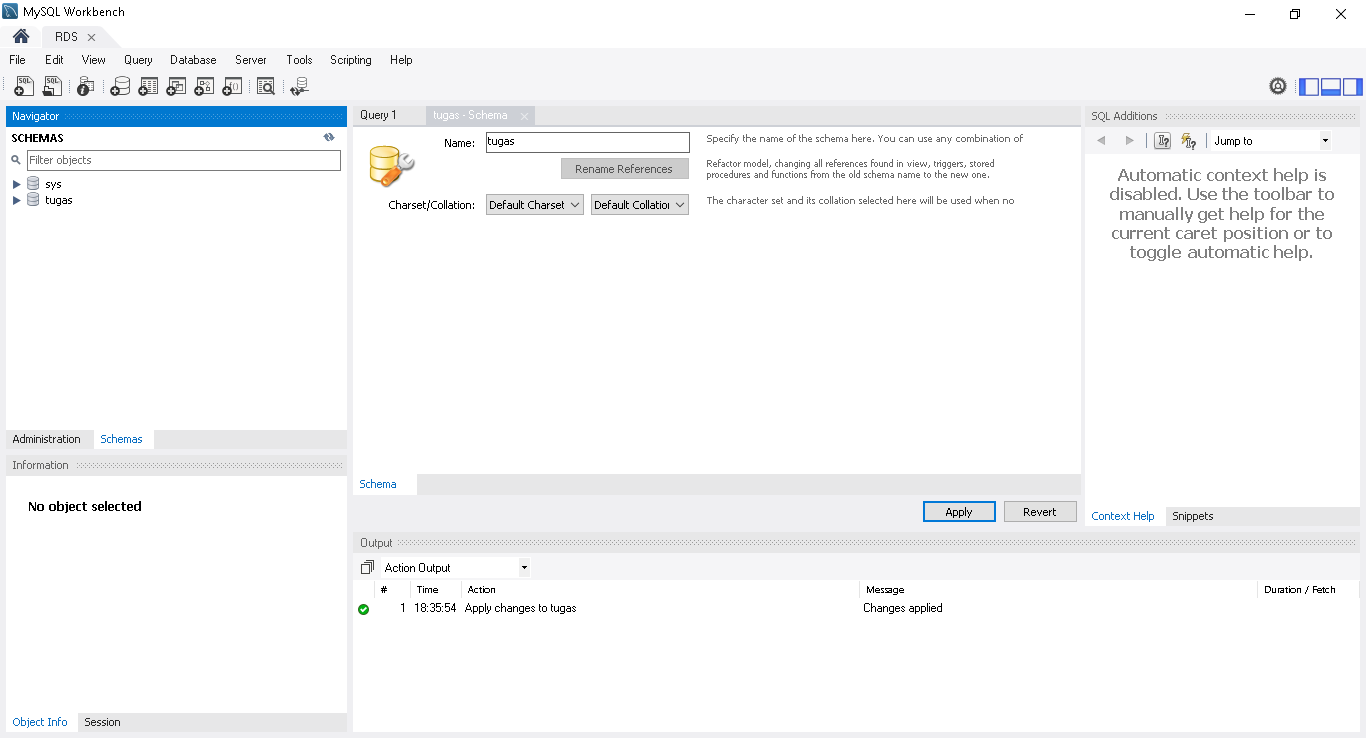 MySQL Workbench
RDS
File Edit View Query Database Server Tools Scripting Help
Navigator
SCHEMAS
Filter objects
sys
tugas
Administration Schemas
Information
No object selected
Object Info Session
Query 1 tugas - Schema
Name: tugas
Specify the name of the schema here. You can use any combination of
Rename References
Refactor model, changing all references found in view, triggers, stored
procedures and functions from the old schema name to the new one.
Charset/Collation: Default Charset Default Collation
The character set and its collation selected here will be used when no
Schema
Apply Revert
SQL Additions
Jump to
Automatic context help is
disabled. Use the toolbar to
manually get help for the
current caret position or to
toggle automatic help.
Context Help Snippets
Output
Action Output
# Time Action Message Duration / Fetch
1 18:35:54 Apply changes to tugas Changes applied